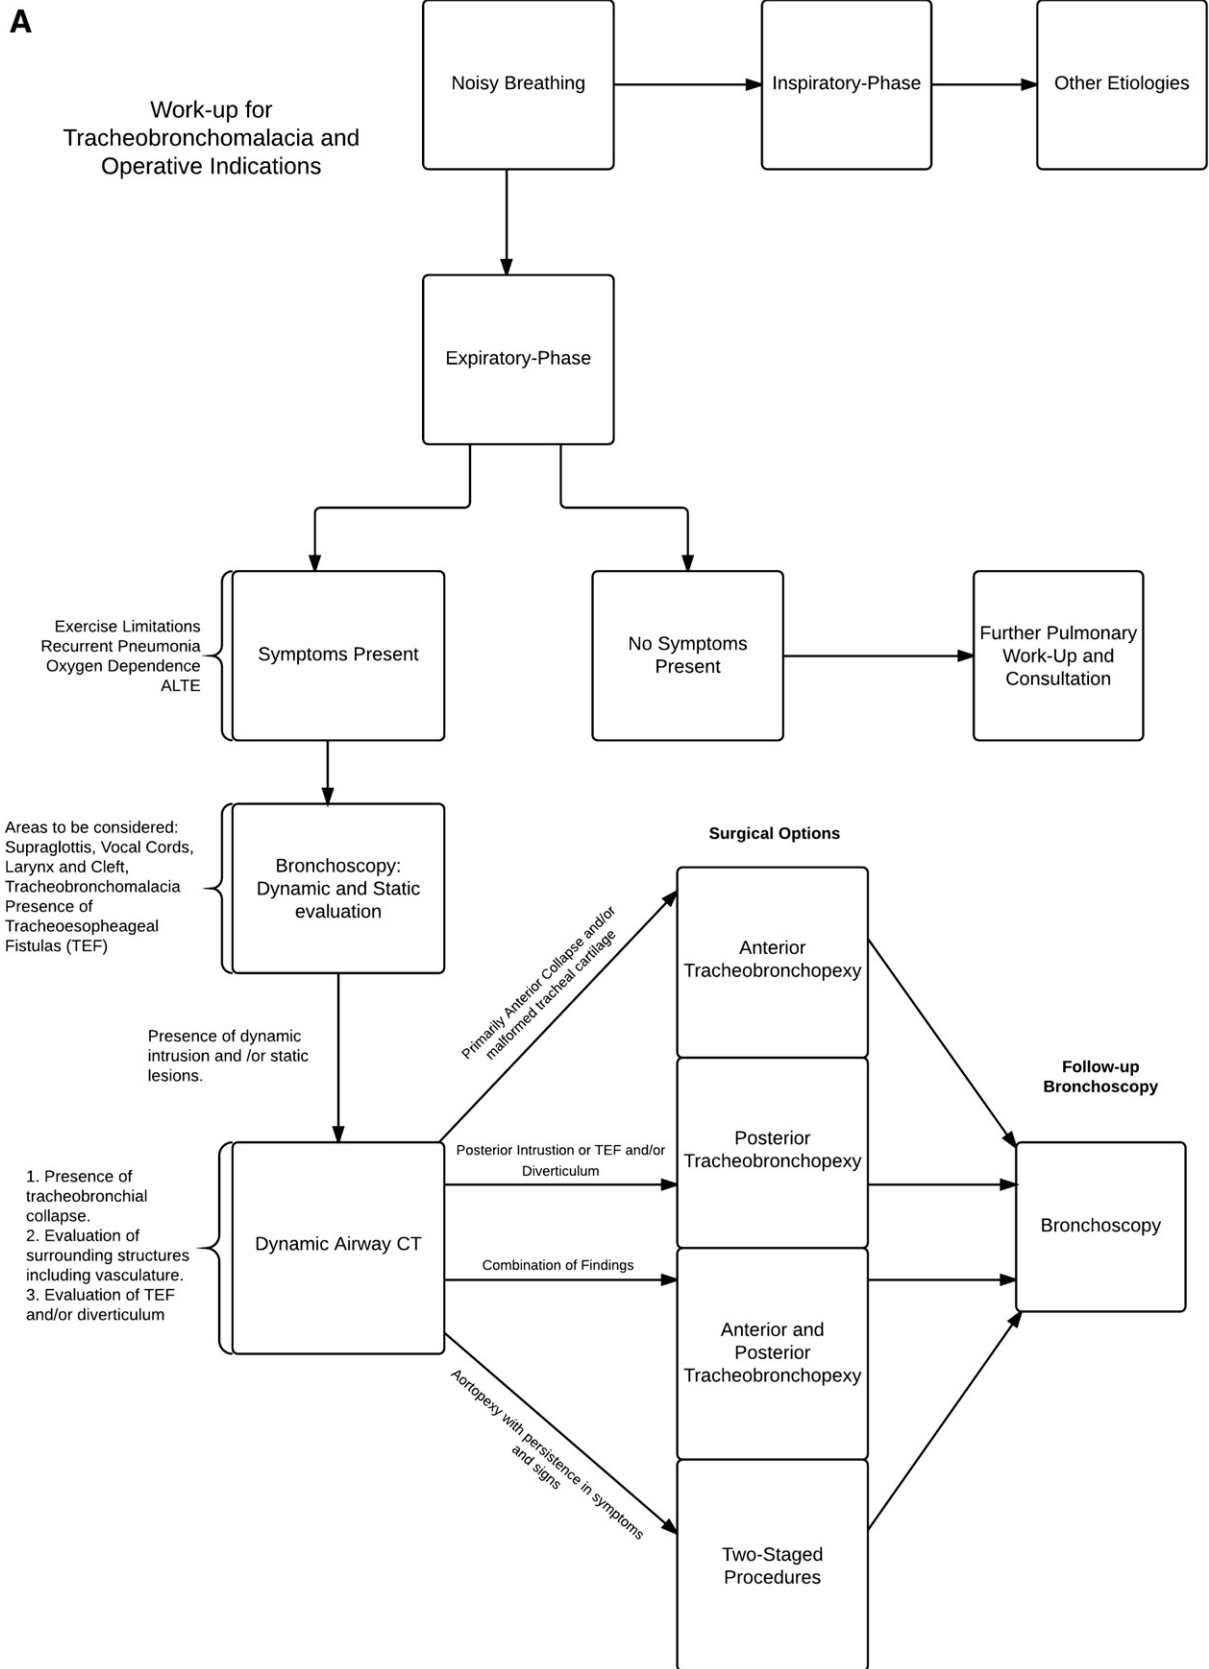 A
Work-up for
Tracheobronchomalacia and
Operative Indications
Noisy Breathing
Inspiratory-Phase
Other Etiologies
Expiratory-Phase
Exercise Limitations
Recurrent Pneumonia
Oxygen Dependence
ALTE
Symptoms Present
No Symptoms
Present
Further Pulmonary
Work-Up and
Consultation
Areas to be considered:
Supraglottis, Vocal Cords,
Larynx and Cleft,
Tracheobronchomalacia
Presence of
Tracheoesopheageal
Fistulas (TEF)
Bronchoscopy:
Dynamic and Static
evaluation
Presence of dynamic
intrusion and /or static
lesions.
1. Presence of
tracheobronchial
collapse.
2. Evaluation of
surrounding structures
including vasculature.
3. Evaluation of TEF
and/or diverticulum
Dynamic Airway CT
Primarily Anterior Collapse and/or
malformed tracheal cartilage
Posterior Intrusion or TEF and/or
Diverticulum
Combination of Findings
Aortopexy with persistence in symptoms
and signs
Surgical Options
Anterior
Tracheobronchopexy
Posterior
Tracheobronchopexy
Anterior and
Posterior
Tracheobronchopexy
Two-Staged
Procedures
Follow-up
Bronchoscopy
Bronchoscopy